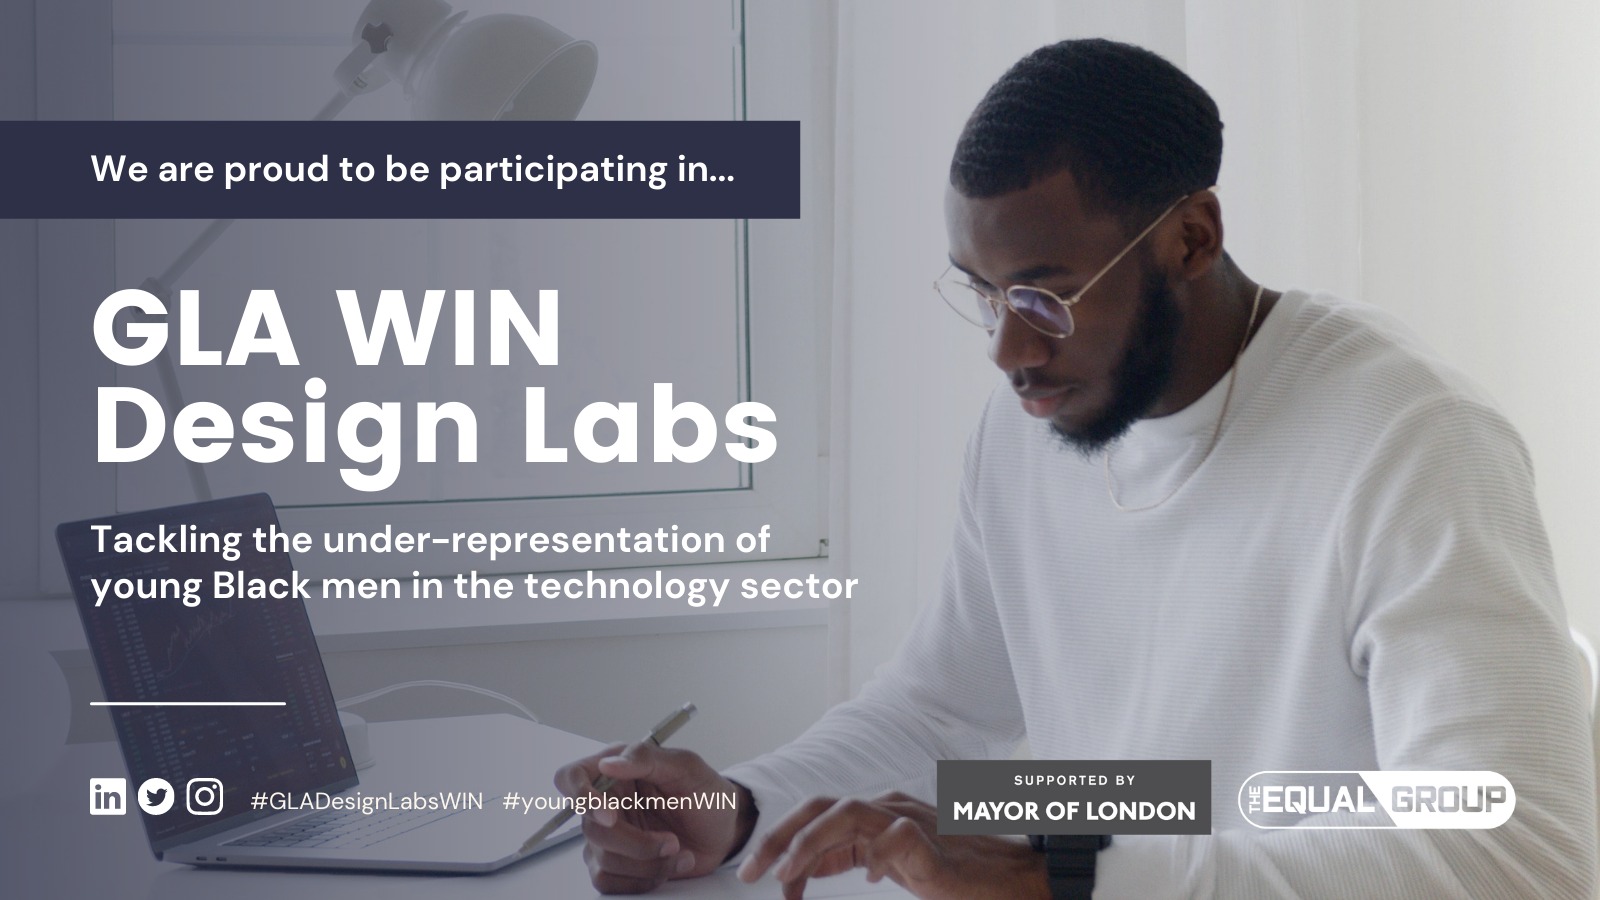 We are proud to be participating in...
GLA WIN
Design Labs
Tackling the under-representation of
young Black men in the technology sector
in
#GLADesignLabsWIN #youngblackmenWIN
SUPPORTED BY
MAYOR OF LONDON
THE EQUAL GROUP